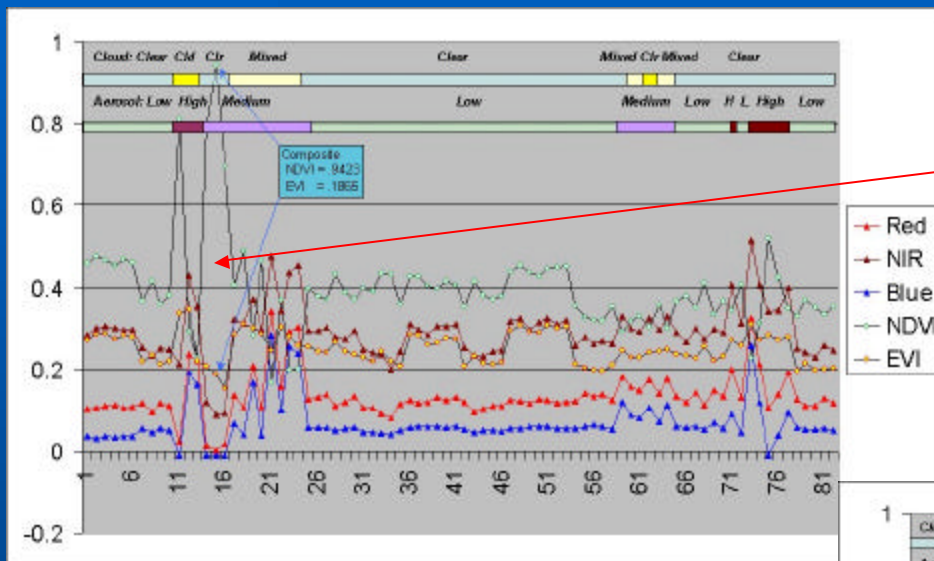 1
Cloud: Clear Cld Clr Mixed Clear Mixed Clr Mixed Clear
Aerosol: Low High Medium Low Medium Low H L High Low
0.8
Composite
NDVI = .9423
EVI = .1865
0.6
0.4
0.2
0
-0.2
1 6 11 16 21 26 31 36 41 46 51 56 61 66 71 76 81
Red
NIR
Blue
NDVI
EVI
1